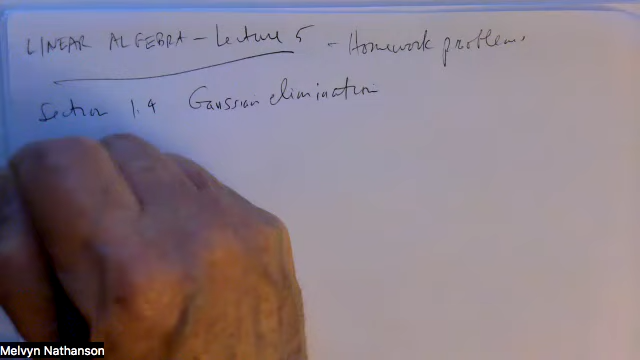 LINEAR ALGEBRA - Lecture 5 - Homework problems
Section 1.4 Gaussian elimination
Melvyn Nathanson